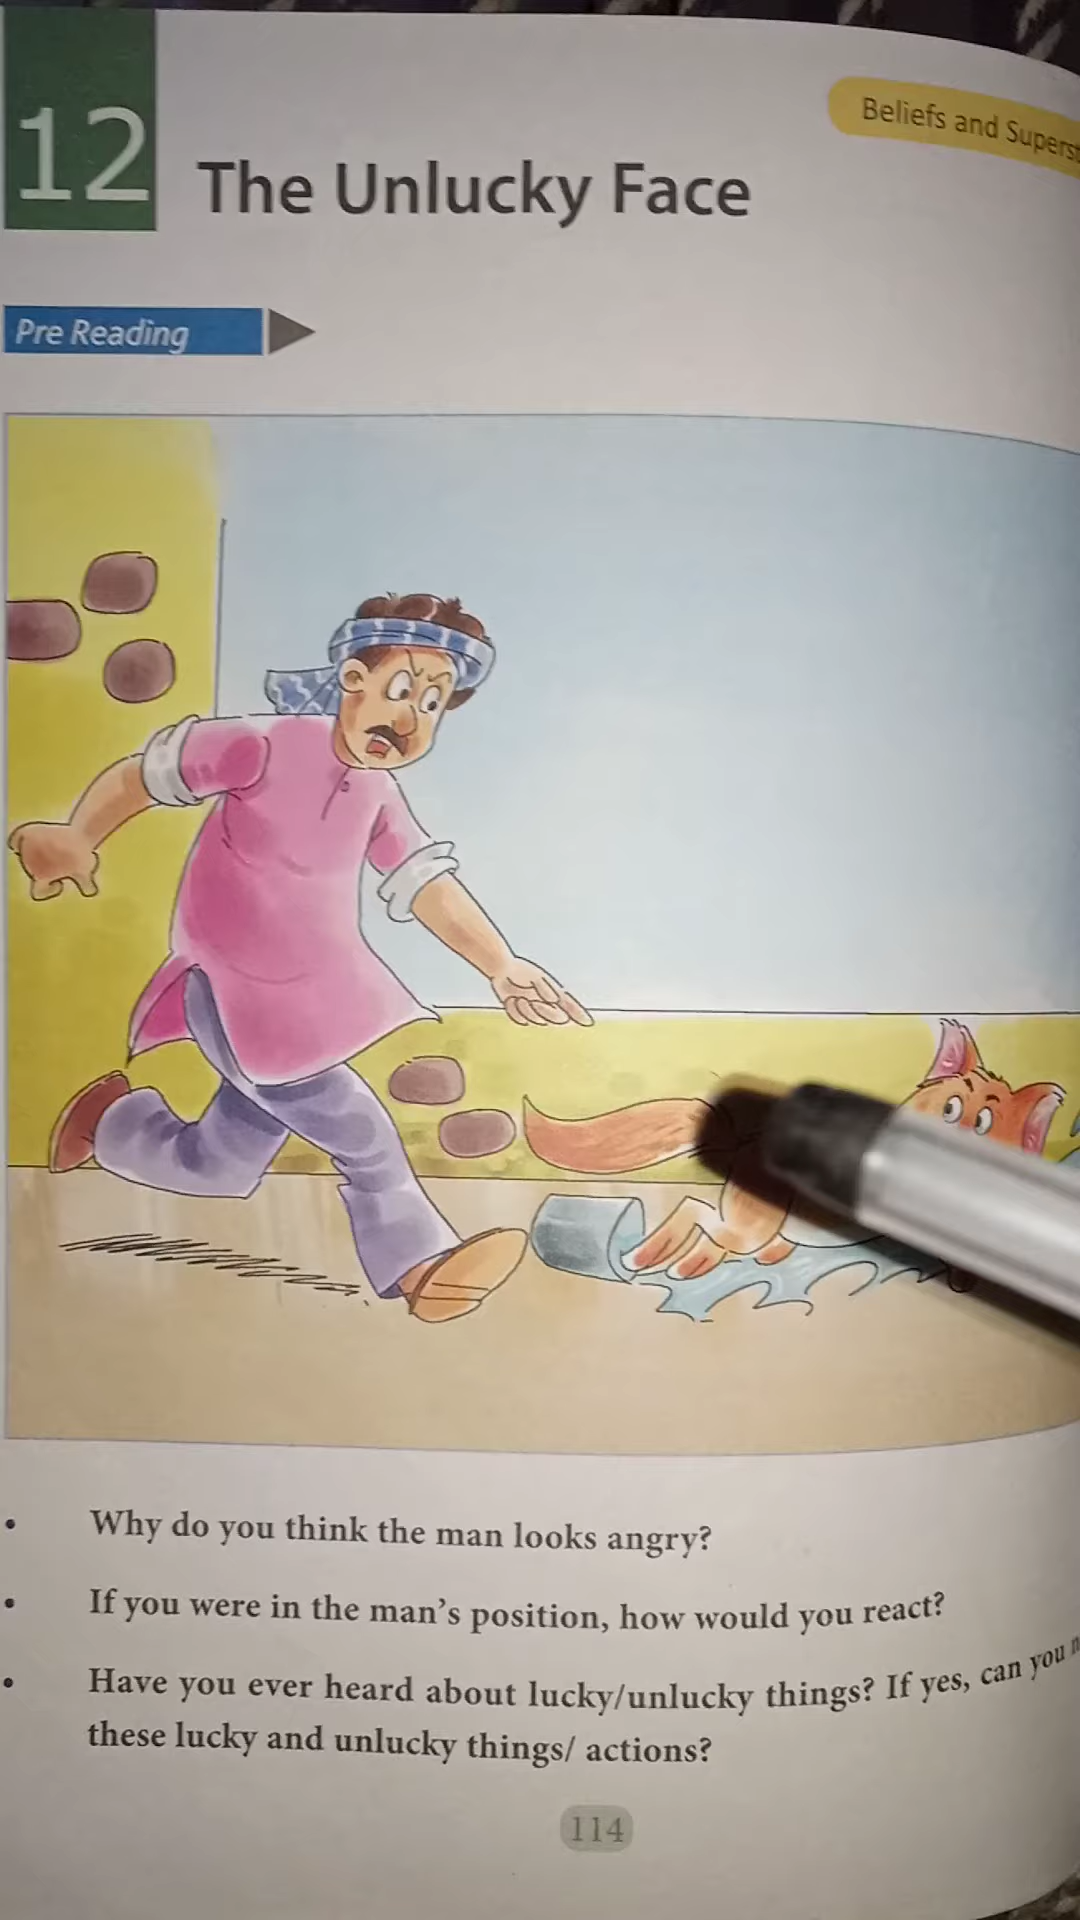 12
Beliefs and
The Unlucky Face
Pre Reading
• Why do you think the man looks angry?
• If you were in the man's position, how would you react?
• Have you ever heard about lucky/unlucky things? If yes, can you
these lucky and unlucky things/ actions?
114